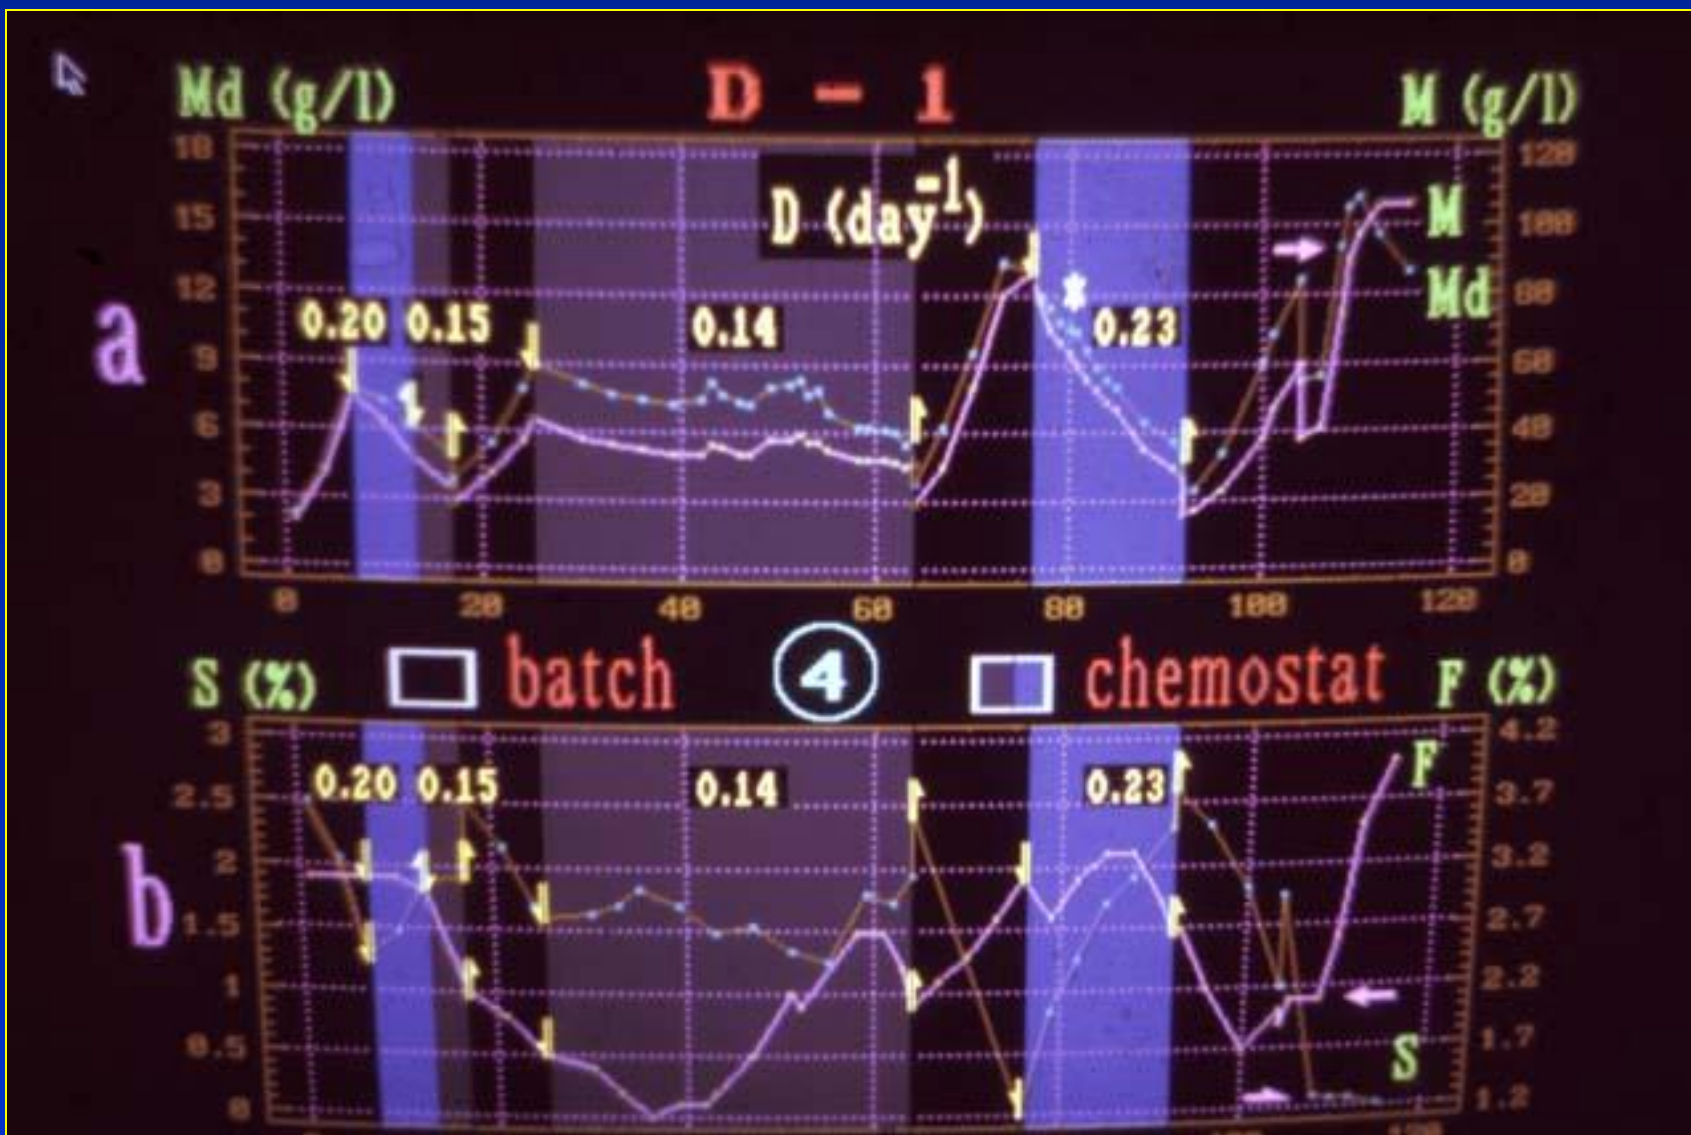 Md (g/l) D - 1 M (g/l)
18 120
15 D (day-1) M 100
12 Md 80
0.20 0.15 0.14 0.23
9 60
a
6 40
3 20
0 0
0 20 40 60 80 100 120
S (%) batch 4 chemostat F (%)
3 4.2
F
0.20 0.15 0.14 0.23
2.5 3.7
2 3.2
b
1.5 2.7
1 2.2
0.5 S 1.7
0 1.2